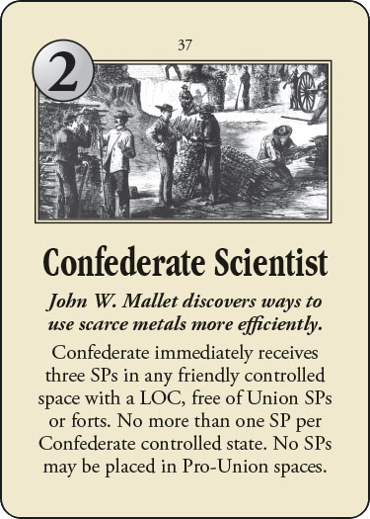 37
2
Confederate Scientist
John W. Mallet discovers ways to
use scarce metals more efficiently.
Confederate immediately receives
three SPs in any friendly controlled
space with a LOC, free of Union SPs
or forts. No more than one SP per
Confederate controlled state. No SPs
may be placed in Pro-Union spaces.